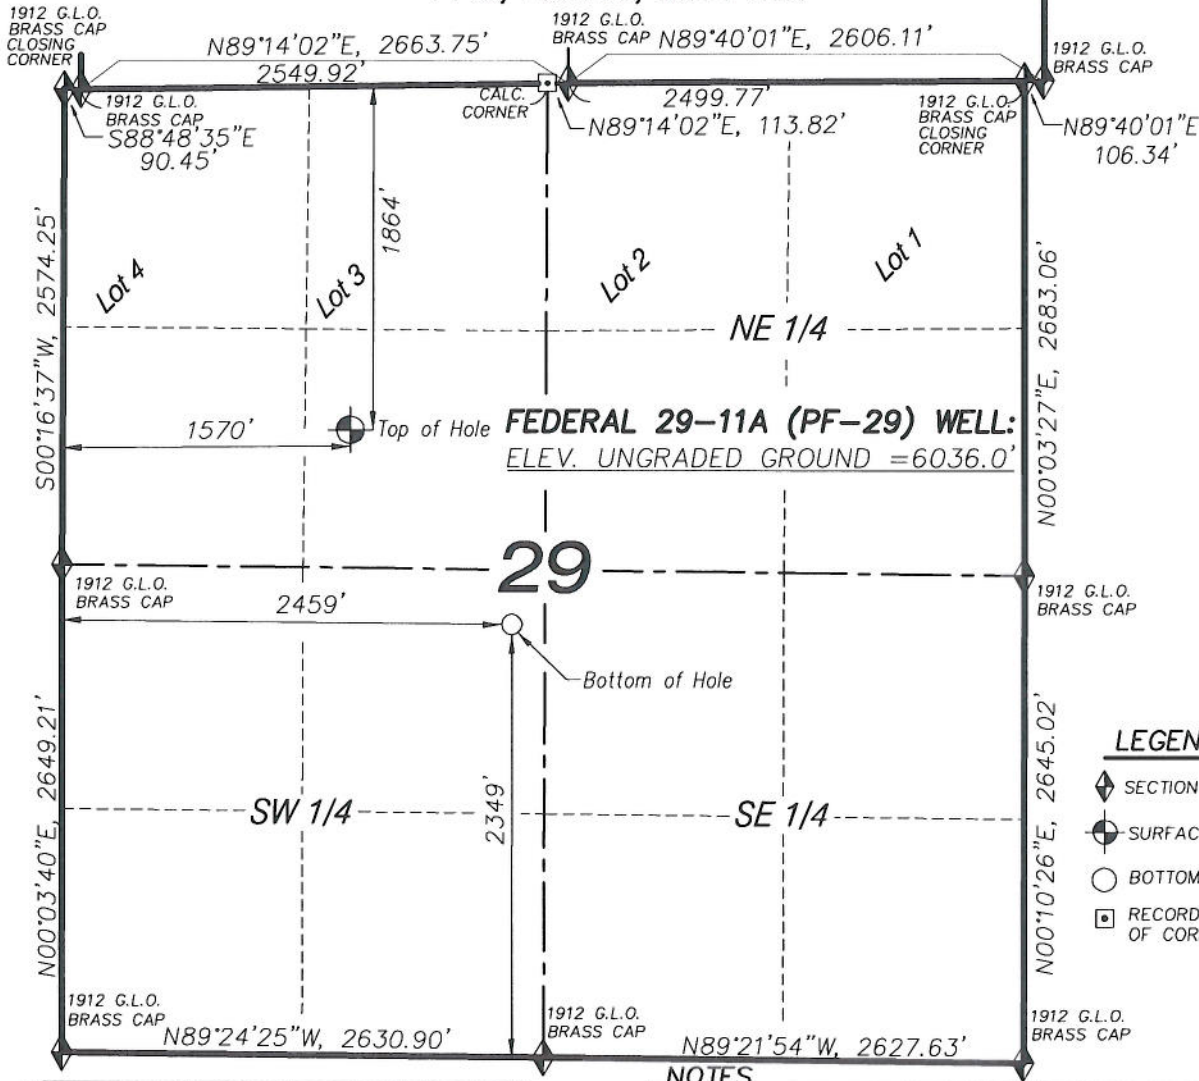 1912 G.L.O.
BRASS CAP
CLOSING
CORNER
N89°14'02"E, 2663.75'
2549.92'
1912 G.L.O.
BRASS CAP
N89°40'01"E, 2606.11'
2499.77'
1912 G.L.O.
BRASS CAP
1912 G.L.O.
BRASS CAP
S88°48'35"E
90.45'
CALC.
CORNER
N89°14'02"E, 113.82'
1912 G.L.O.
BRASS CAP
CLOSING
CORNER
N89°40'01"E
106.34'
S00°16'37"W, 2574.25'
1864'
Lot 4
Lot 3
Lot 2
Lot 1
N00°03'27"E, 2683.06'
NE 1/4
1570'
Top of Hole
FEDERAL 29-11A (PF-29) WELL:
ELEV. UNGRADED GROUND =6036.0'
29
1912 G.L.O.
BRASS CAP
1912 G.L.O.
BRASS CAP
2459'
Bottom of Hole
N00°03'40"E, 2649.21'
2349'
SW 1/4
SE 1/4
N00°10'26"E, 2645.02'
LEGEN
SECTION
SURFAC
BOTTOM
RECORD
OF COR
1912 G.L.O.
BRASS CAP
N89°24'25"W, 2630.90'
1912 G.L.O.
BRASS CAP
N89°21'54"W, 2627.63'
1912 G.L.O.
BRASS CAP
NOTES